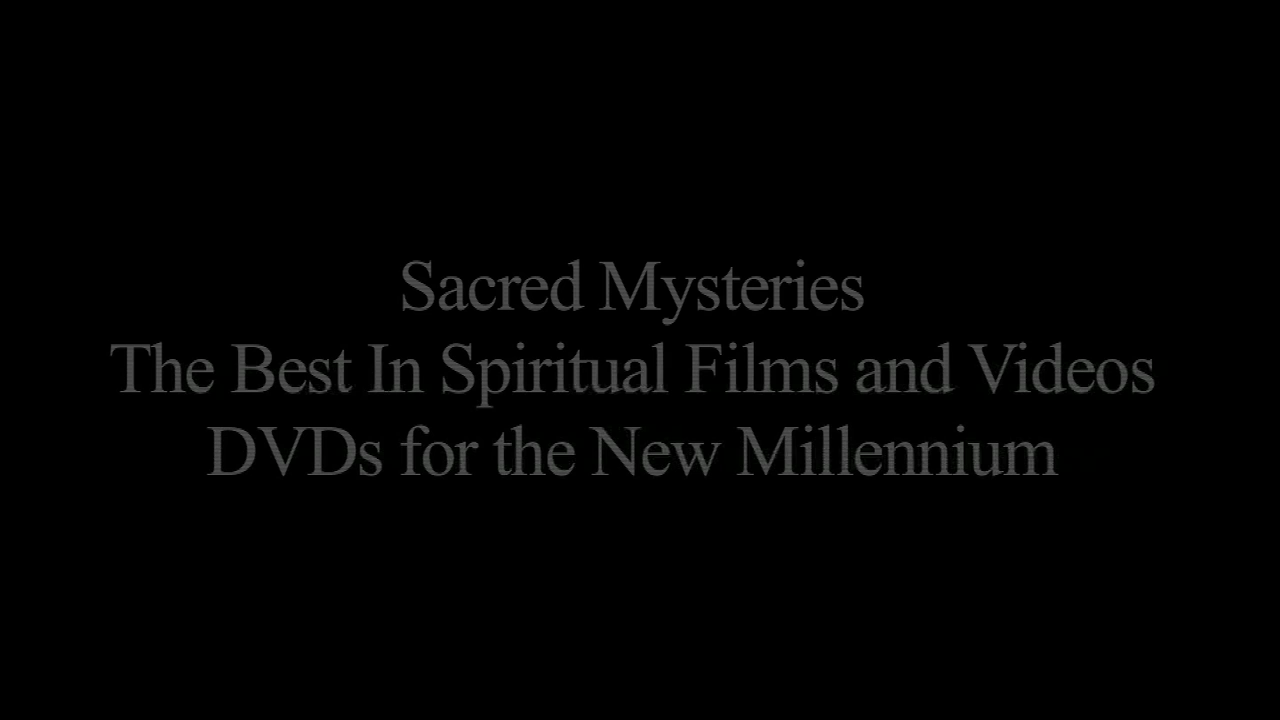 Sacred Mysteries
The Best In Spiritual Films and Videos
DVDs for the New Millennium